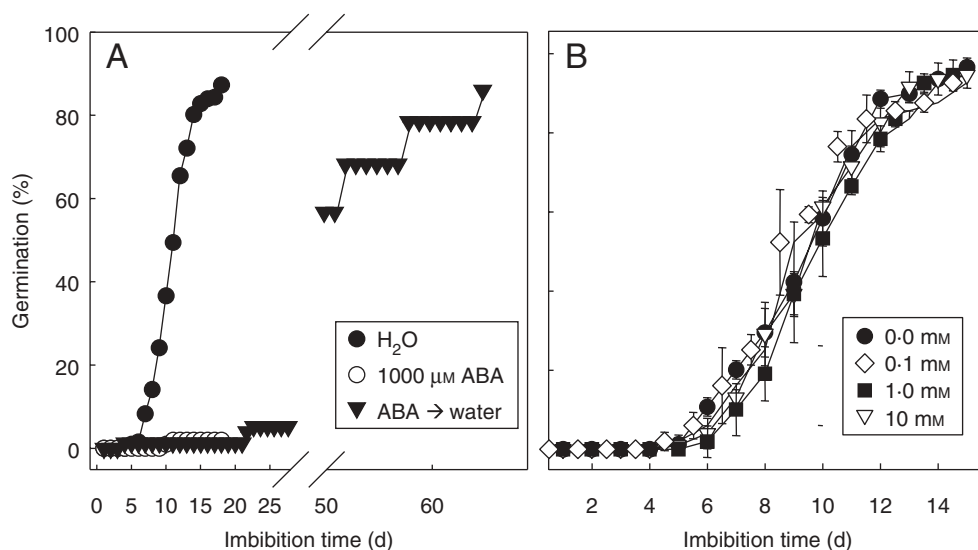 A
B
100
80
60
40
20
0
Germination (%)
H₂O
1000 μM ABA
ABA → water
0·0 mM
0·1 mM
1·0 mM
10 mM
0 5 10 15 20 25 50 60
2 4 6 8 10 12 14
Imbibition time (d)
Imbibition time (d)